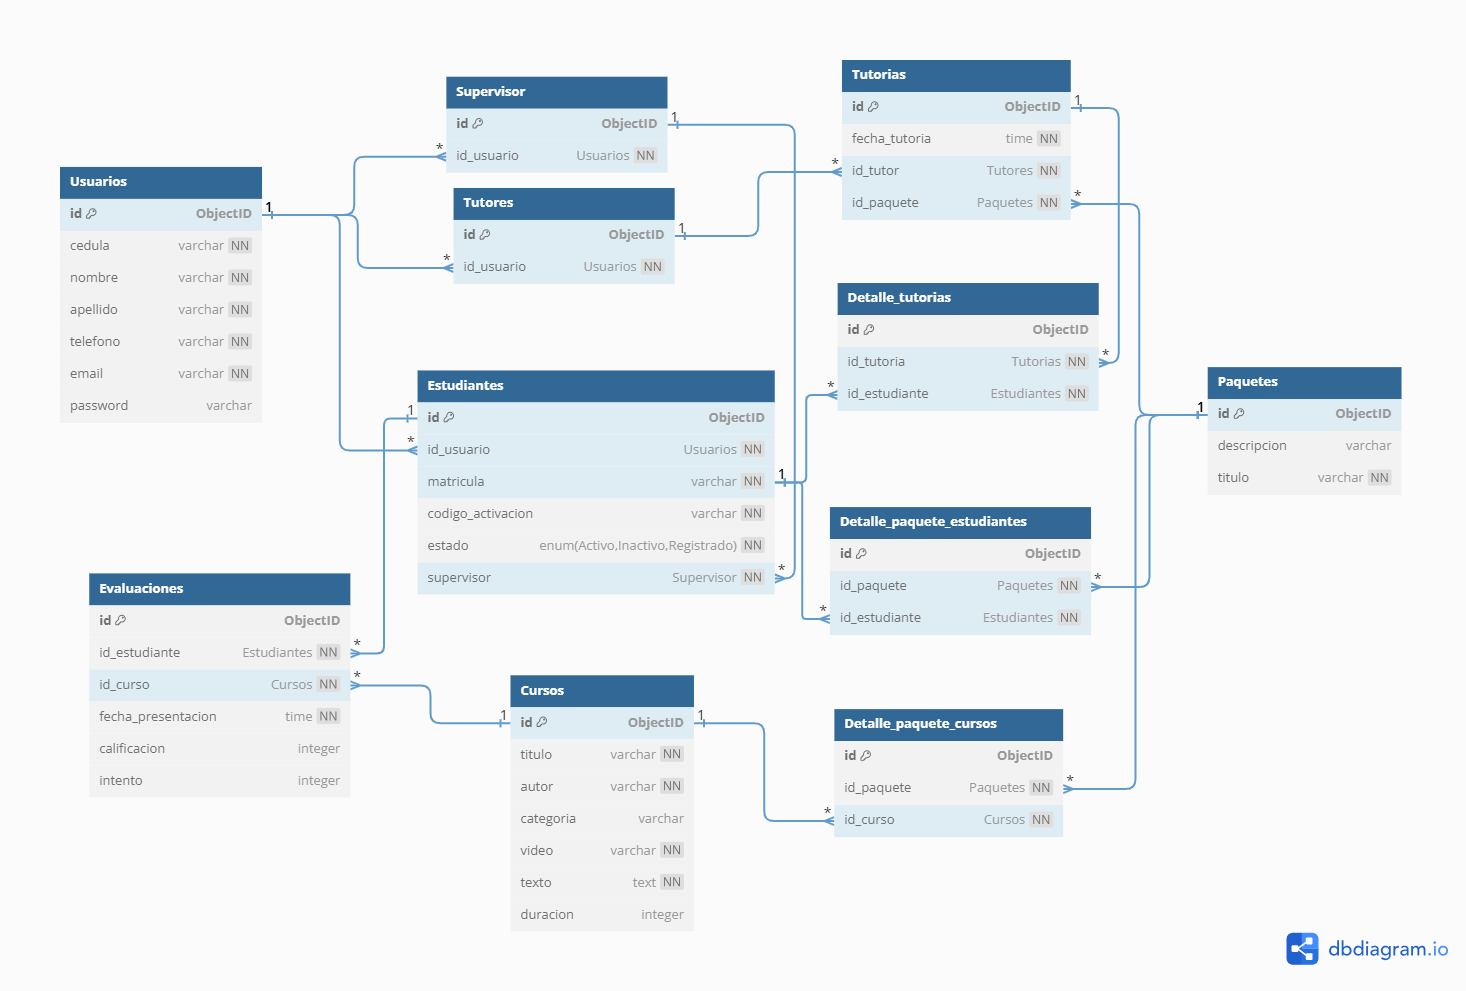 Usuarios
id ObjectID
cedula varchar NN
nombre varchar NN
apellido varchar NN
telefono varchar NN
email varchar NN
password varchar
1
Supervisor
id ObjectID
id_usuario Usuarios NN
*
1
Tutores
id ObjectID
id_usuario Usuarios NN
*
1
Tutorias
id ObjectID
fecha_tutoria time NN
id_tutor Tutores NN
id_paquete Paquetes NN
1
*
*
Detalle_tutorias
id ObjectID
id_tutoria Tutorias NN
id_estudiante Estudiantes NN
*
*
Estudiantes
id ObjectID
id_usuario Usuarios NN
matricula varchar NN
codigo_activacion varchar NN
estado enum(Activo,Inactivo,Registrado) NN
supervisor Supervisor NN
1
*
1
*
Paquetes
id ObjectID
descripcion varchar
titulo varchar NN
1
Detalle_paquete_estudiantes
id ObjectID
id_paquete Paquetes NN
id_estudiante Estudiantes NN
*
*
Evaluaciones
id ObjectID
id_estudiante Estudiantes NN
id_curso Cursos NN
fecha_presentacion time NN
calificacion integer
intento integer
*
*
Cursos
id ObjectID
titulo varchar NN
autor varchar NN
categoria varchar
video varchar NN
texto text NN
duracion integer
1
1
Detalle_paquete_cursos
id ObjectID
id_paquete Paquetes NN
id_curso Cursos NN
*
*
dbdiagram.io